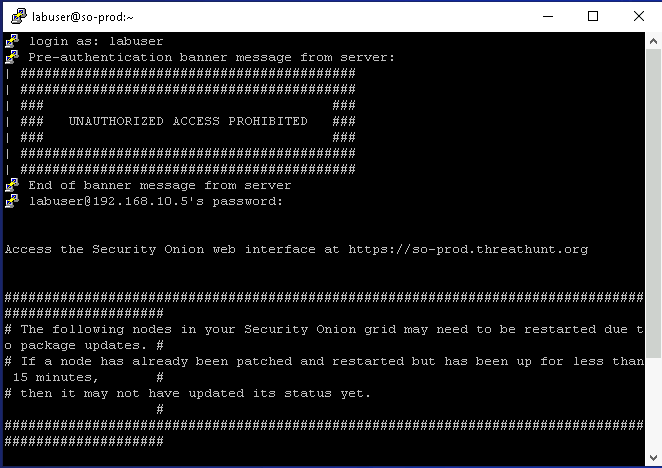 labuser@so-prod:~
login as: labuser
Pre-authentication banner message from server:
| ##########################################
| ##########################################
| ###                                    ###
| ###   UNAUTHORIZED ACCESS PROHIBITED   ###
| ###                                    ###
| ##########################################
| ##########################################
End of banner message from server
labuser@192.168.10.5's password:
Access the Security Onion web interface at https://so-prod.threathunt.org
################################################################################
####################
# The following nodes in your Security Onion grid may need to be restarted due t
o package updates. #
# If a node has already been patched and restarted but has been up for less than
 15 minutes,       #
# then it may not have updated its status yet.
                   #
################################################################################
####################